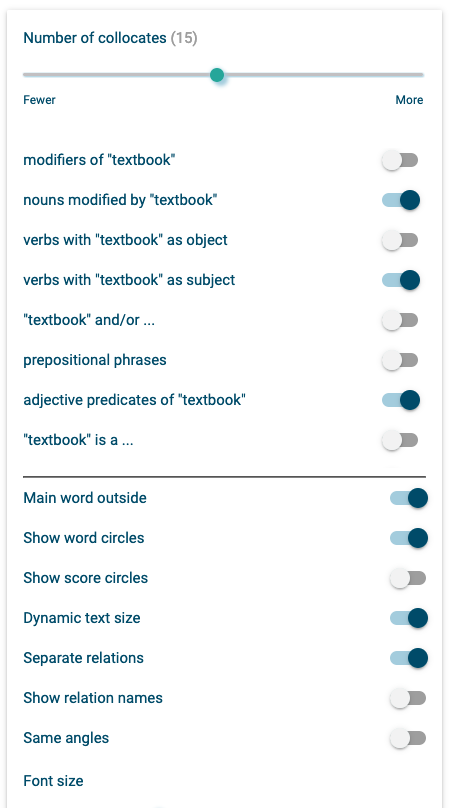 Number of collocates (15)
Fewer More
modifiers of "textbook"
nouns modified by "textbook"
verbs with "textbook" as object
verbs with "textbook" as subject
"textbook" and/or ...
prepositional phrases
adjective predicates of "textbook"
"textbook" is a ...
Main word outside
Show word circles
Show score circles
Dynamic text size
Separate relations
Show relation names
Same angles
Font size